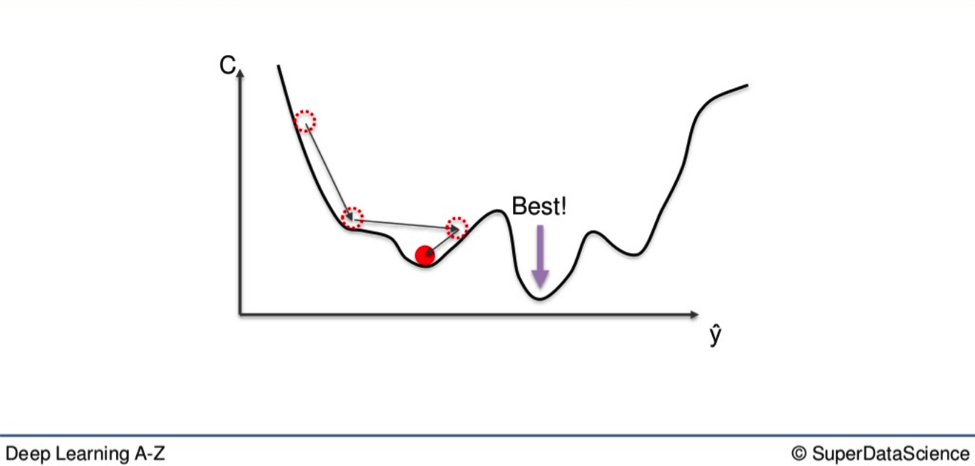 C
Best!
ŷ
Deep Learning A-Z
© SuperDataScience